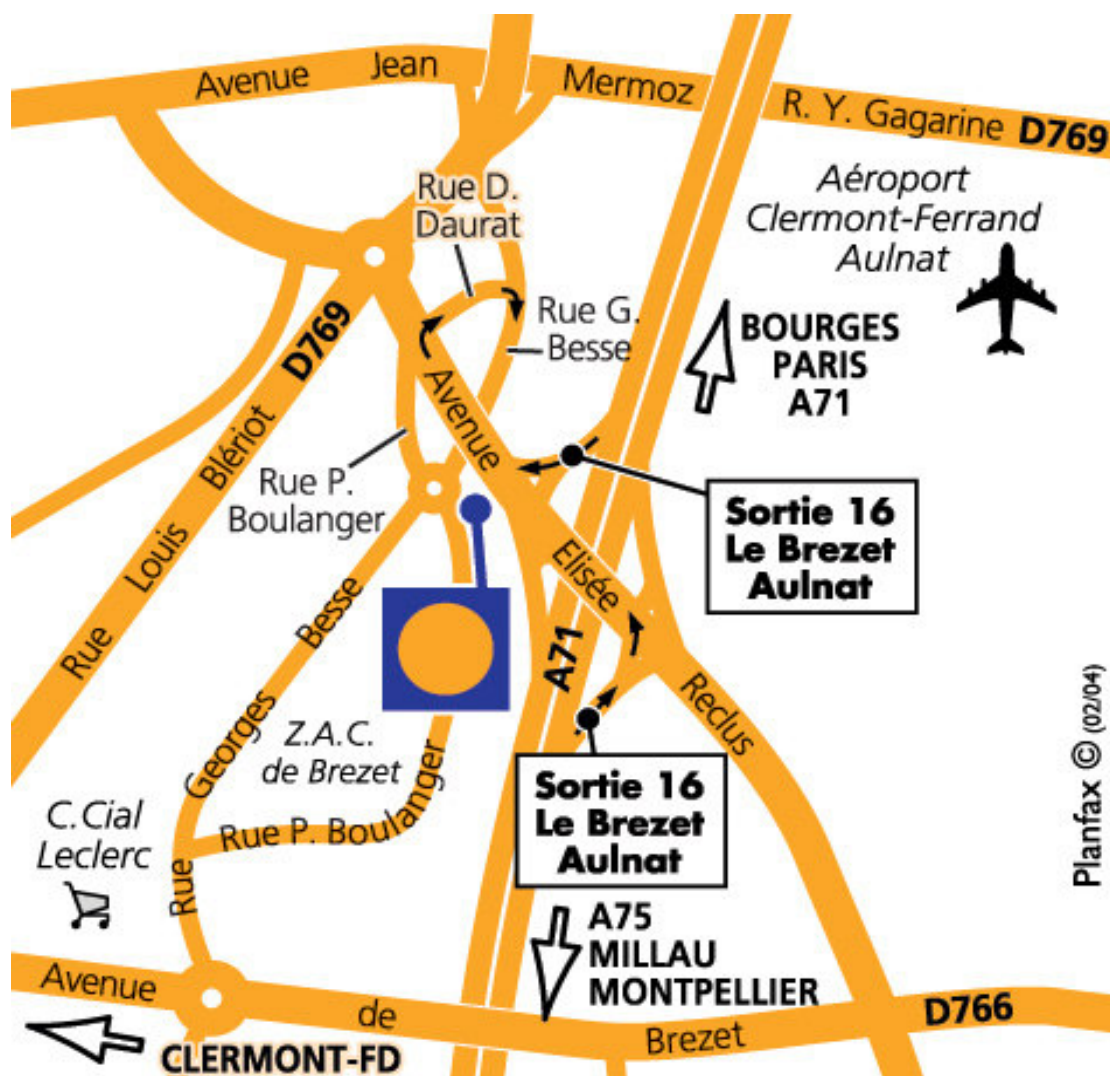 Avenue Jean Mermoz
R. Y. Gagarine D769
Rue D.
Daurat
Aéroport
Clermont-Ferrand
Aulnat
D769
Rue G.
Besse
BOURGES
PARIS
A71
Avenue
Rue Louis Blériot
Rue P.
Boulanger
Sortie 16
Le Brezet
Aulnat
Elisée
Reclus
A71
Rue Georges Besse
Z.A.C.
de Brezet
Rue P. Boulanger
Sortie 16
Le Brezet
Aulnat
C.Cial
Leclerc
A75
MILLAU
MONTPELLIER
Avenue de Brezet D766
CLERMONT-FD
Planfax © (02/04)